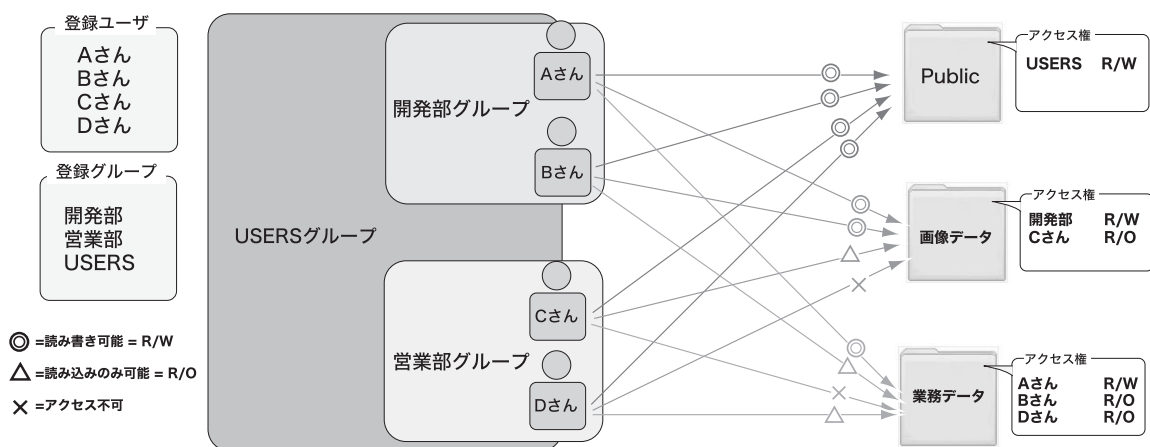 登録ユーザ
Aさん
Bさん
Cさん
Dさん
登録グループ
開発部
営業部
USERS
◎=読み書き可能 = R/W
△=読み込みのみ可能 = R/O
×=アクセス不可
USERSグループ
開発部グループ
Aさん
Bさん
営業部グループ
Cさん
Dさん
Public
アクセス権
USERS R/W
画像データ
アクセス権
開発部 R/W
Cさん R/O
業務データ
アクセス権
Aさん R/W
Bさん R/O
Dさん R/O